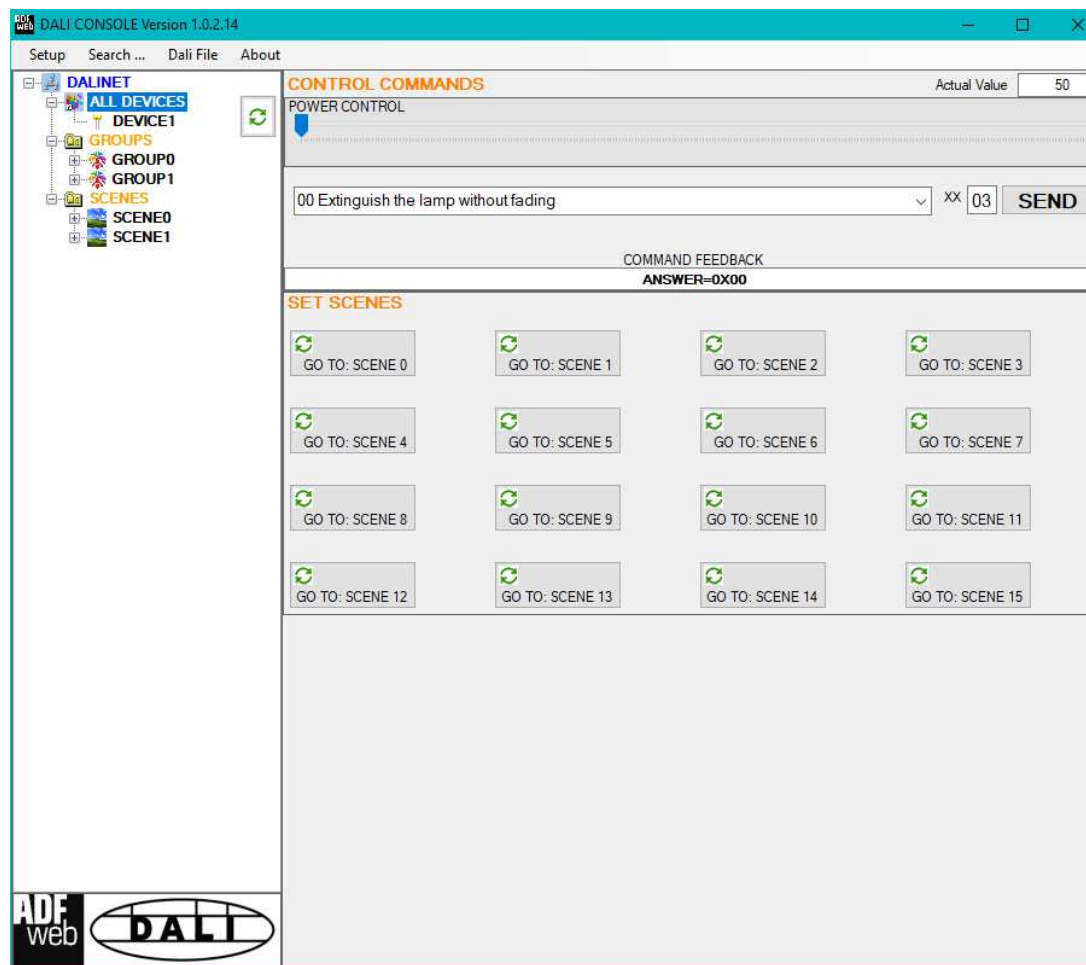 ADF
web
DALI CONSOLE Version 1.0.2.14
Setup Search ... Dali File About
DALINET
ALL DEVICES
DEVICE1
GROUPS
GROUP0
GROUP1
SCENES
SCENE0
SCENE1
CONTROL COMMANDS
Actual Value 50
POWER CONTROL
00 Extinguish the lamp without fading XX 03 SEND
COMMAND FEEDBACK
ANSWER=0X00
SET SCENES
GO TO: SCENE 0 GO TO: SCENE 1 GO TO: SCENE 2 GO TO: SCENE 3
GO TO: SCENE 4 GO TO: SCENE 5 GO TO: SCENE 6 GO TO: SCENE 7
GO TO: SCENE 8 GO TO: SCENE 9 GO TO: SCENE 10 GO TO: SCENE 11
GO TO: SCENE 12 GO TO: SCENE 13 GO TO: SCENE 14 GO TO: SCENE 15
ADF
web
DALI